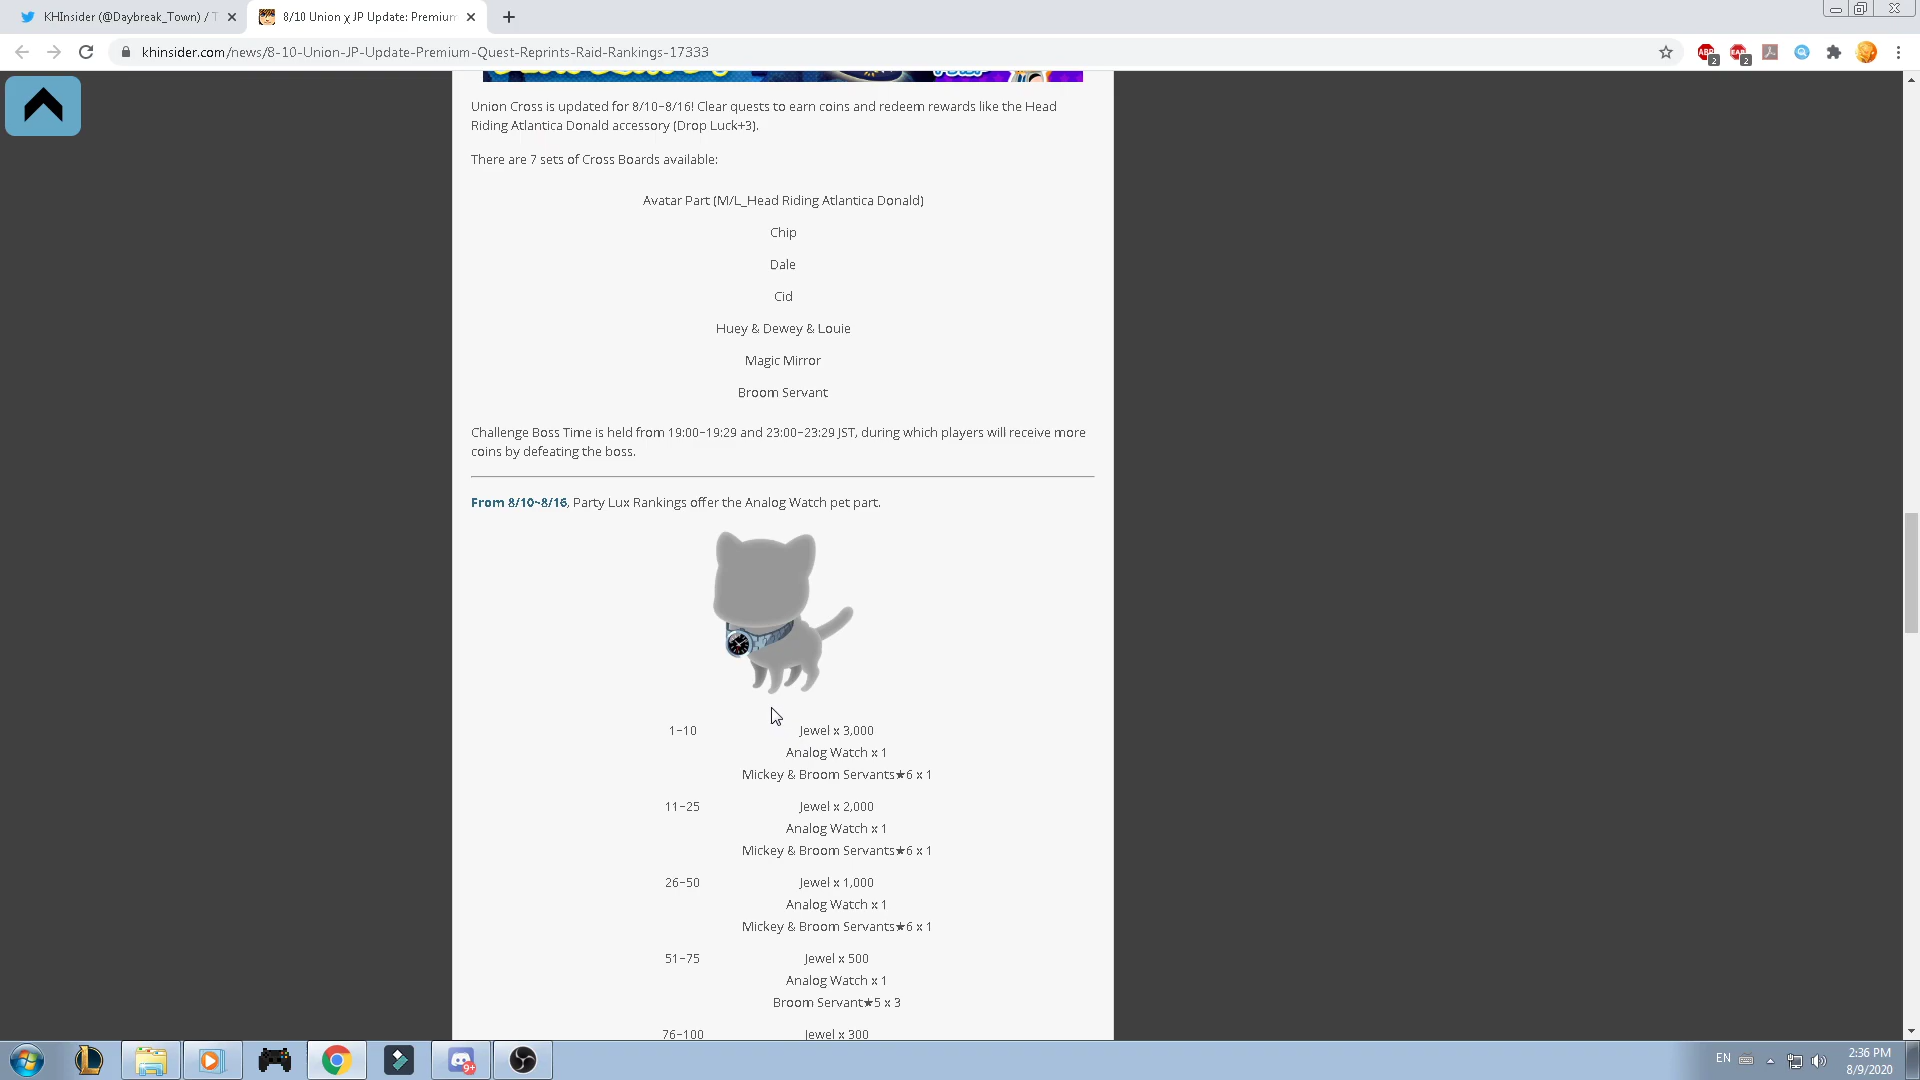 KHInsider (@Daybreak_Town) / T
8/10 Union χ JP Update: Premium
khinsider.com/news/8-10-Union-JP-Update-Premium-Quest-Reprints-Raid-Rankings-17333
ABP
2
2
Union Cross is updated for 8/10~8/16! Clear quests to earn coins and redeem rewards like the Head
Riding Atlantica Donald accessory (Drop Luck+3).
There are 7 sets of Cross Boards available:
Avatar Part (M/L_Head Riding Atlantica Donald)
Chip
Dale
Cid
Huey & Dewey & Louie
Magic Mirror
Broom Servant
Challenge Boss Time is held from 19:00~19:29 and 23:00~23:29 JST, during which players will receive more
coins by defeating the boss.
From 8/10~8/16, Party Lux Rankings offer the Analog Watch pet part.
1~10 Jewel x 3,000
Analog Watch x 1
Mickey & Broom Servants★6 x 1
11~25 Jewel x 2,000
Analog Watch x 1
Mickey & Broom Servants★6 x 1
26~50 Jewel x 1,000
Analog Watch x 1
Mickey & Broom Servants★6 x 1
51~75 Jewel x 500
Analog Watch x 1
Broom Servant★5 x 3
76~100 Jewel x 300
9+
EN
2:36 PM
8/9/2020